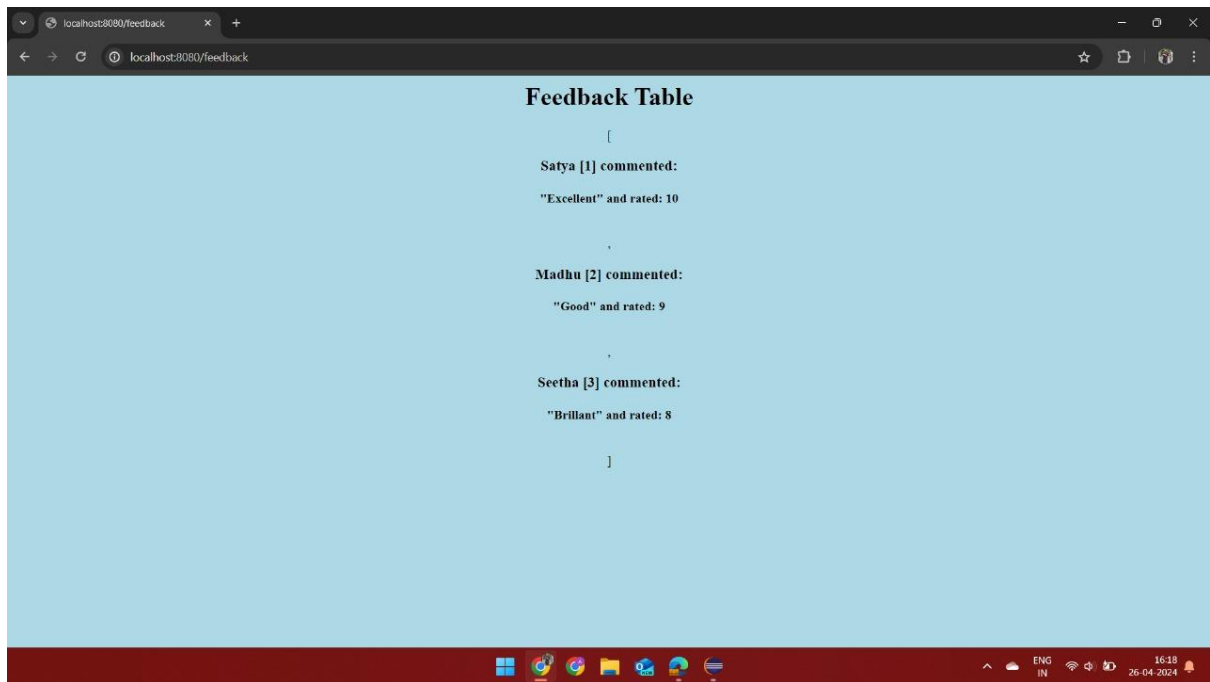 localhost:8080/feedback
localhost:8080/feedback
Feedback Table
[
Satya [1] commented:
"Excellent" and rated: 10
,
Madhu [2] commented:
"Good" and rated: 9
,
Seetha [3] commented:
"Brillant" and rated: 8
]
ENG
IN
16:18
26-04-2024